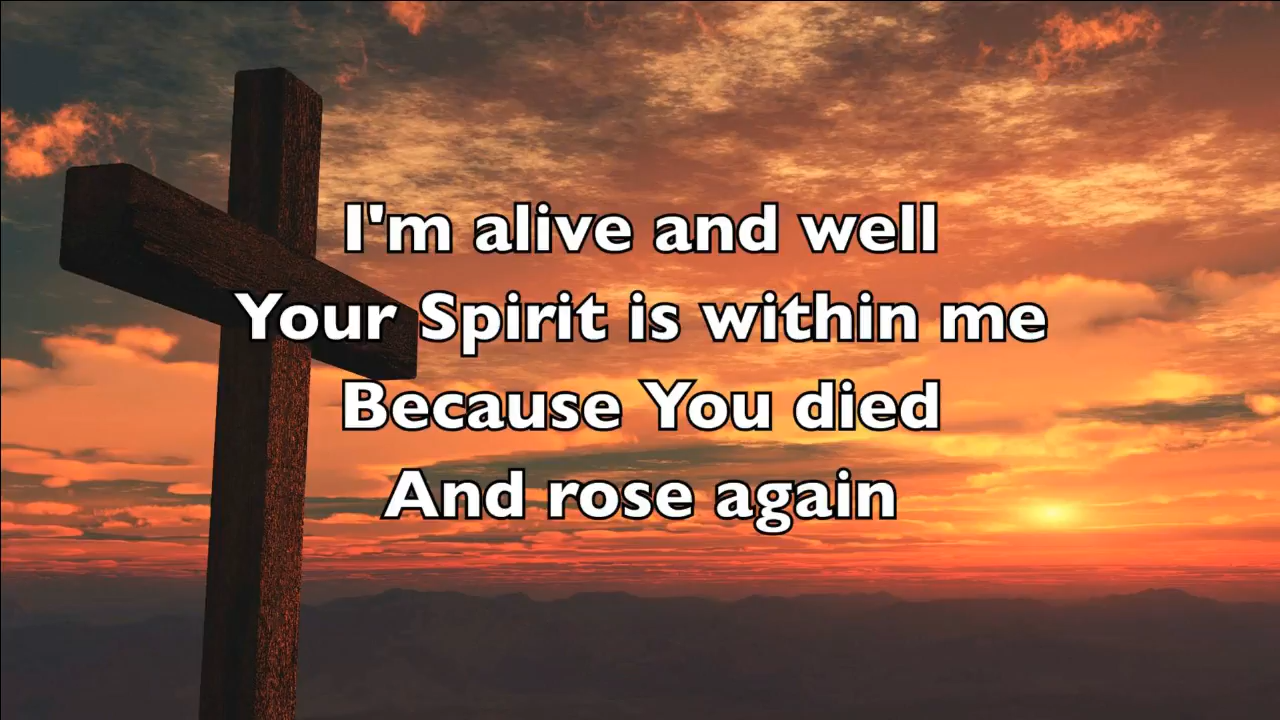 I'm alive and well
Your Spirit is within me
Because You died
And rose again